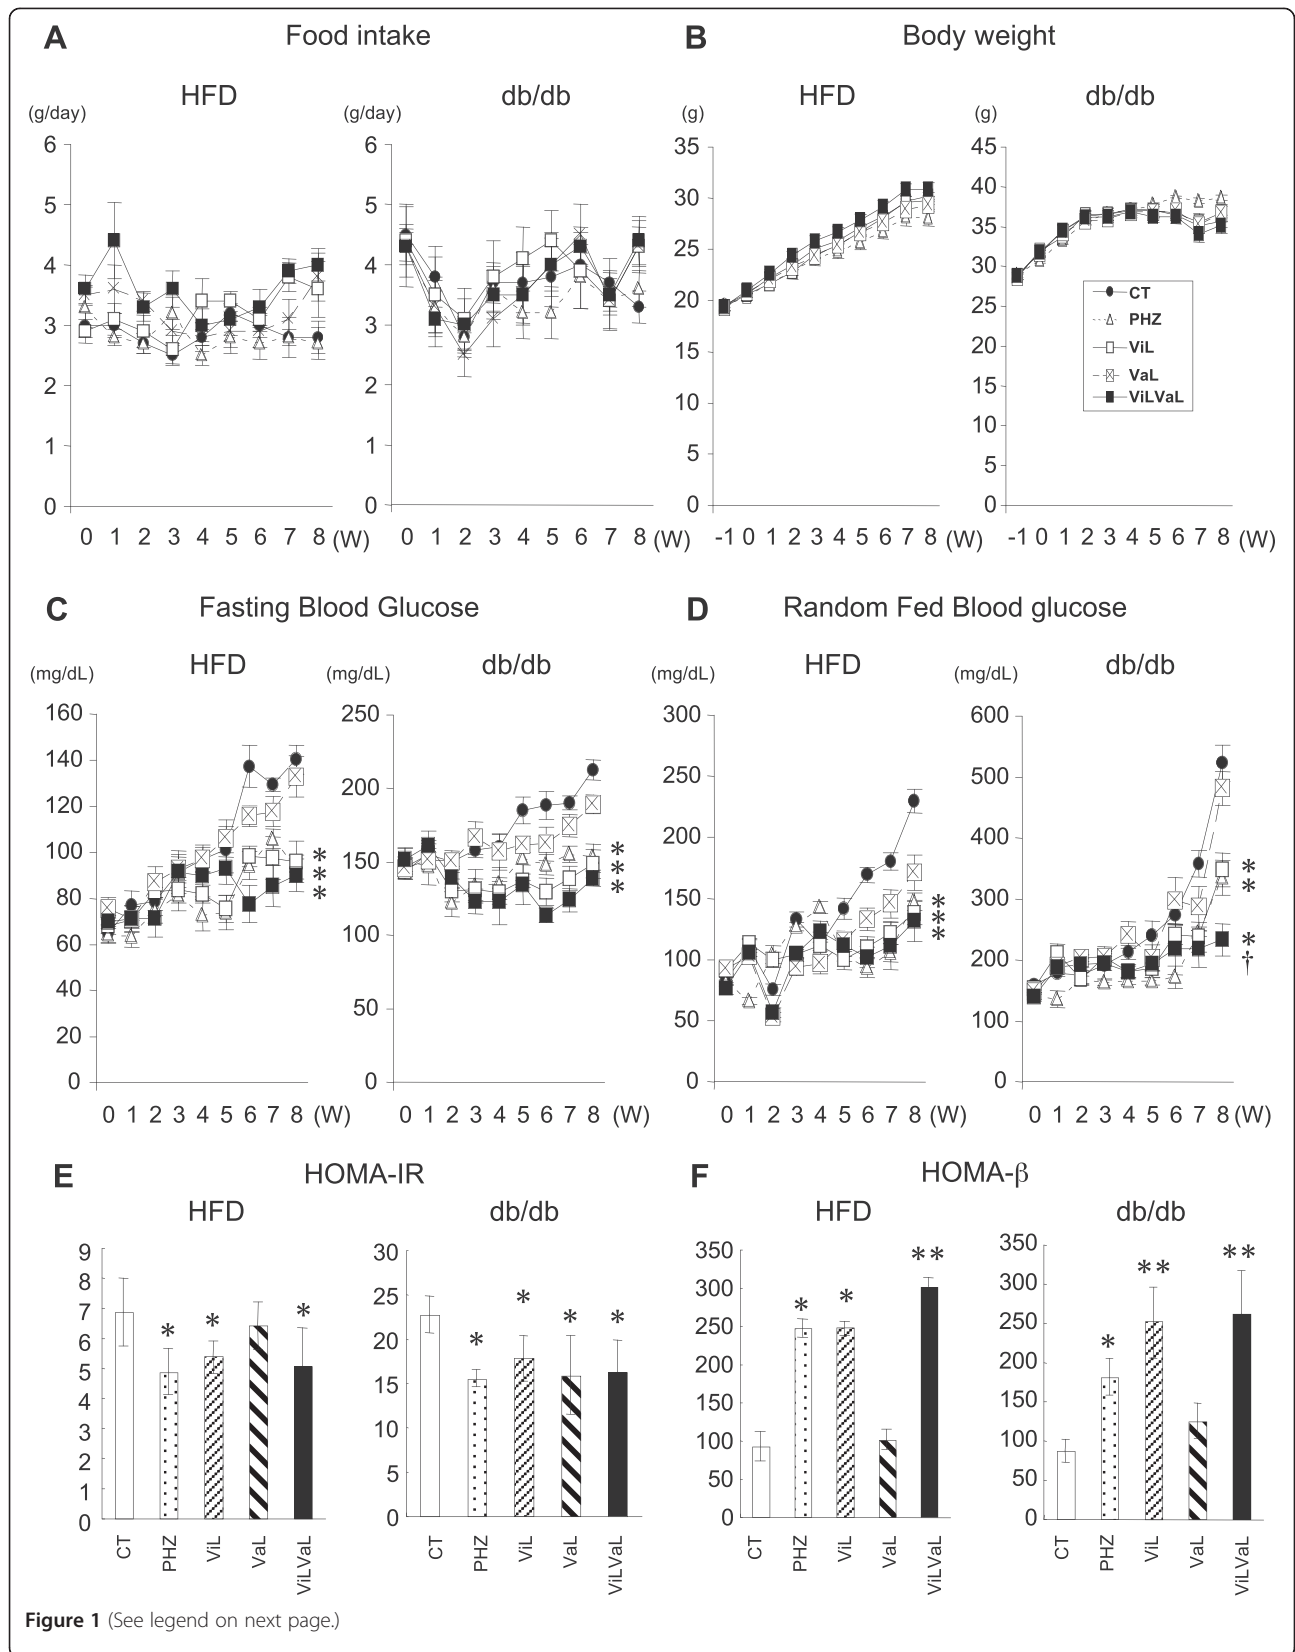 A Food intake
HFD
db/db
(g/day)
(g/day)
6
5
4
3
2
1
0
0 1 2 3 4 5 6 7 8 (W)
6
5
4
3
2
1
0
0 1 2 3 4 5 6 7 8 (W)
B Body weight
HFD
db/db
(g)
(g)
35
30
25
20
15
10
5
0
-1 0 1 2 3 4 5 6 7 8 (W)
45
40
35
30
25
20
15
10
5
0
-1 0 1 2 3 4 5 6 7 8 (W)
CT
PHZ
ViL
VaL
ViLVaL
C Fasting Blood Glucose
HFD
db/db
(mg/dL)
(mg/dL)
160
140
120
100
80
60
40
20
0
*
*
*
0 1 2 3 4 5 6 7 8 (W)
250
200
150
100
50
0
*
*
*
0 1 2 3 4 5 6 7 8 (W)
D Random Fed Blood glucose
HFD
db/db
(mg/dL)
(mg/dL)
300
250
200
150
100
50
0
*
*
*
0 1 2 3 4 5 6 7 8 (W)
600
500
400
300
200
100
0
*
*
*
†
0 1 2 3 4 5 6 7 8 (W)
E HOMA-IR
HFD
db/db
9
8
7
6
5
4
3
2
1
0
* * *
CT PHZ ViL VaL ViLVaL
30
25
20
15
10
5
0
* * * *
CT PHZ ViL VaL ViLVaL
F HOMA-β
HFD
db/db
350
300
250
200
150
100
50
0
* * **
CT PHZ ViL VaL ViLVaL
350
300
250
200
150
100
50
0
* ** **
CT PHZ ViL VaL ViLVaL
Figure 1 (See legend on next page.)